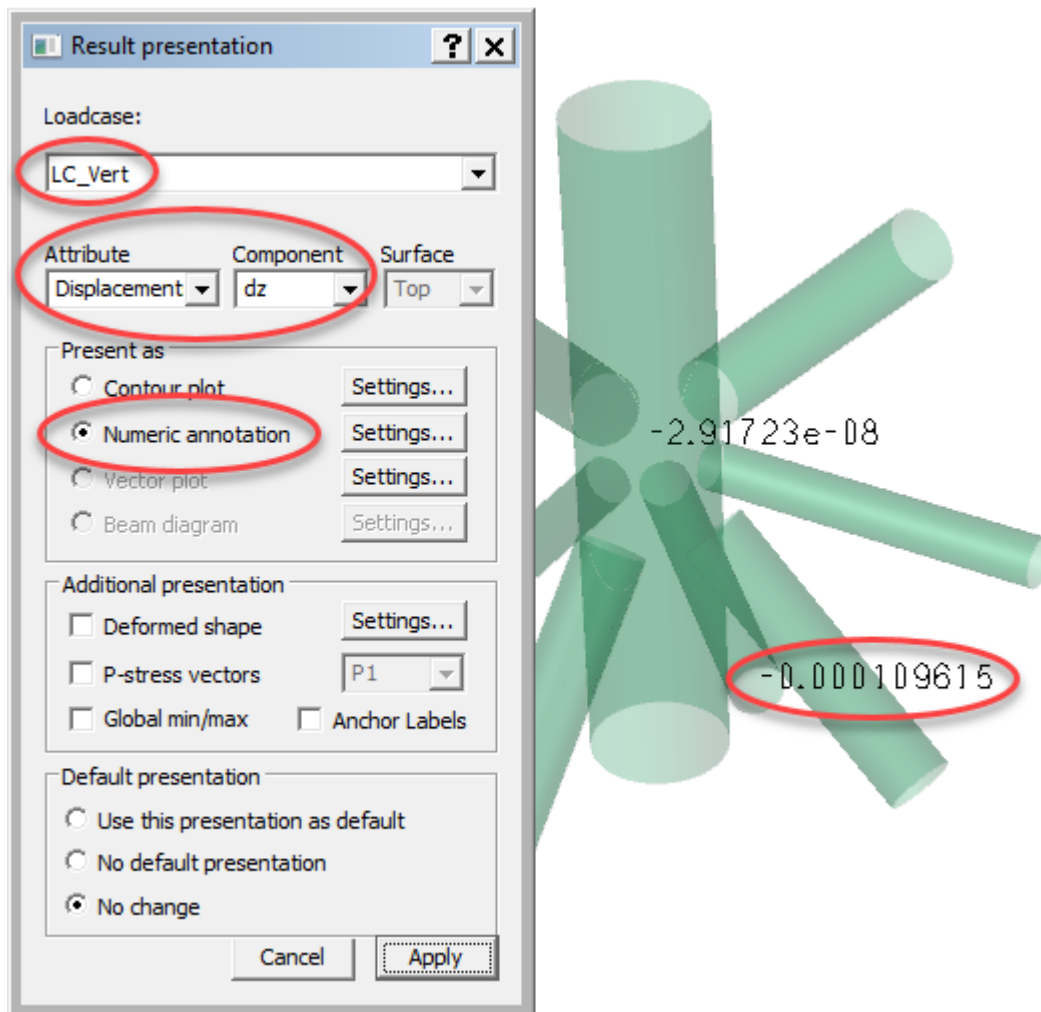 Result presentation
Loadcase:
LC_Vert
Attribute Component Surface
Displacement dz Top
Present as
Contour plot Settings...
Numeric annotation Settings...
Vector plot Settings...
Beam diagram Settings...
Additional presentation
Deformed shape Settings...
P-stress vectors P1
Global min/max Anchor Labels
Default presentation
Use this presentation as default
No default presentation
No change
Cancel Apply
-2.91723e-08
-0.000109615